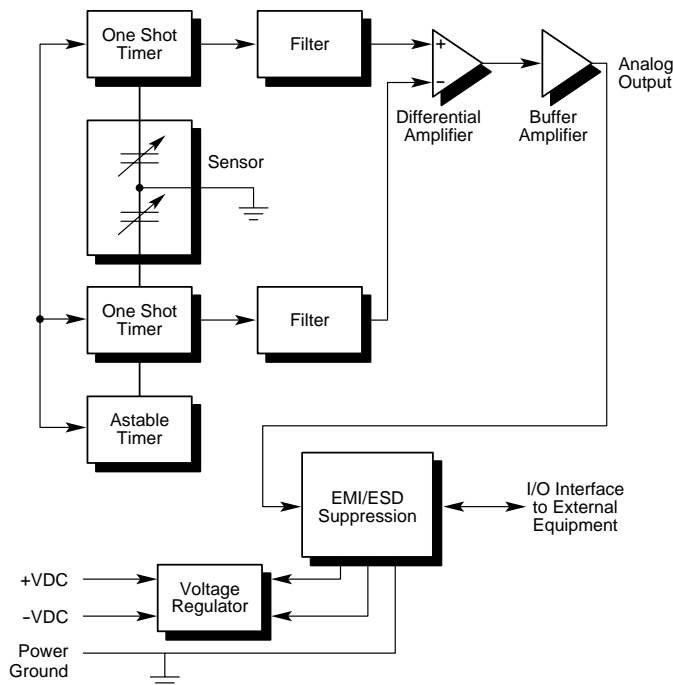 One Shot
Timer
Filter
+
−
Differential
Amplifier
Buffer
Amplifier
Analog
Output
Sensor
One Shot
Timer
Filter
Astable
Timer
EMI/ESD
Suppression
I/O Interface
to External
Equipment
+VDC
−VDC
Voltage
Regulator
Power
Ground